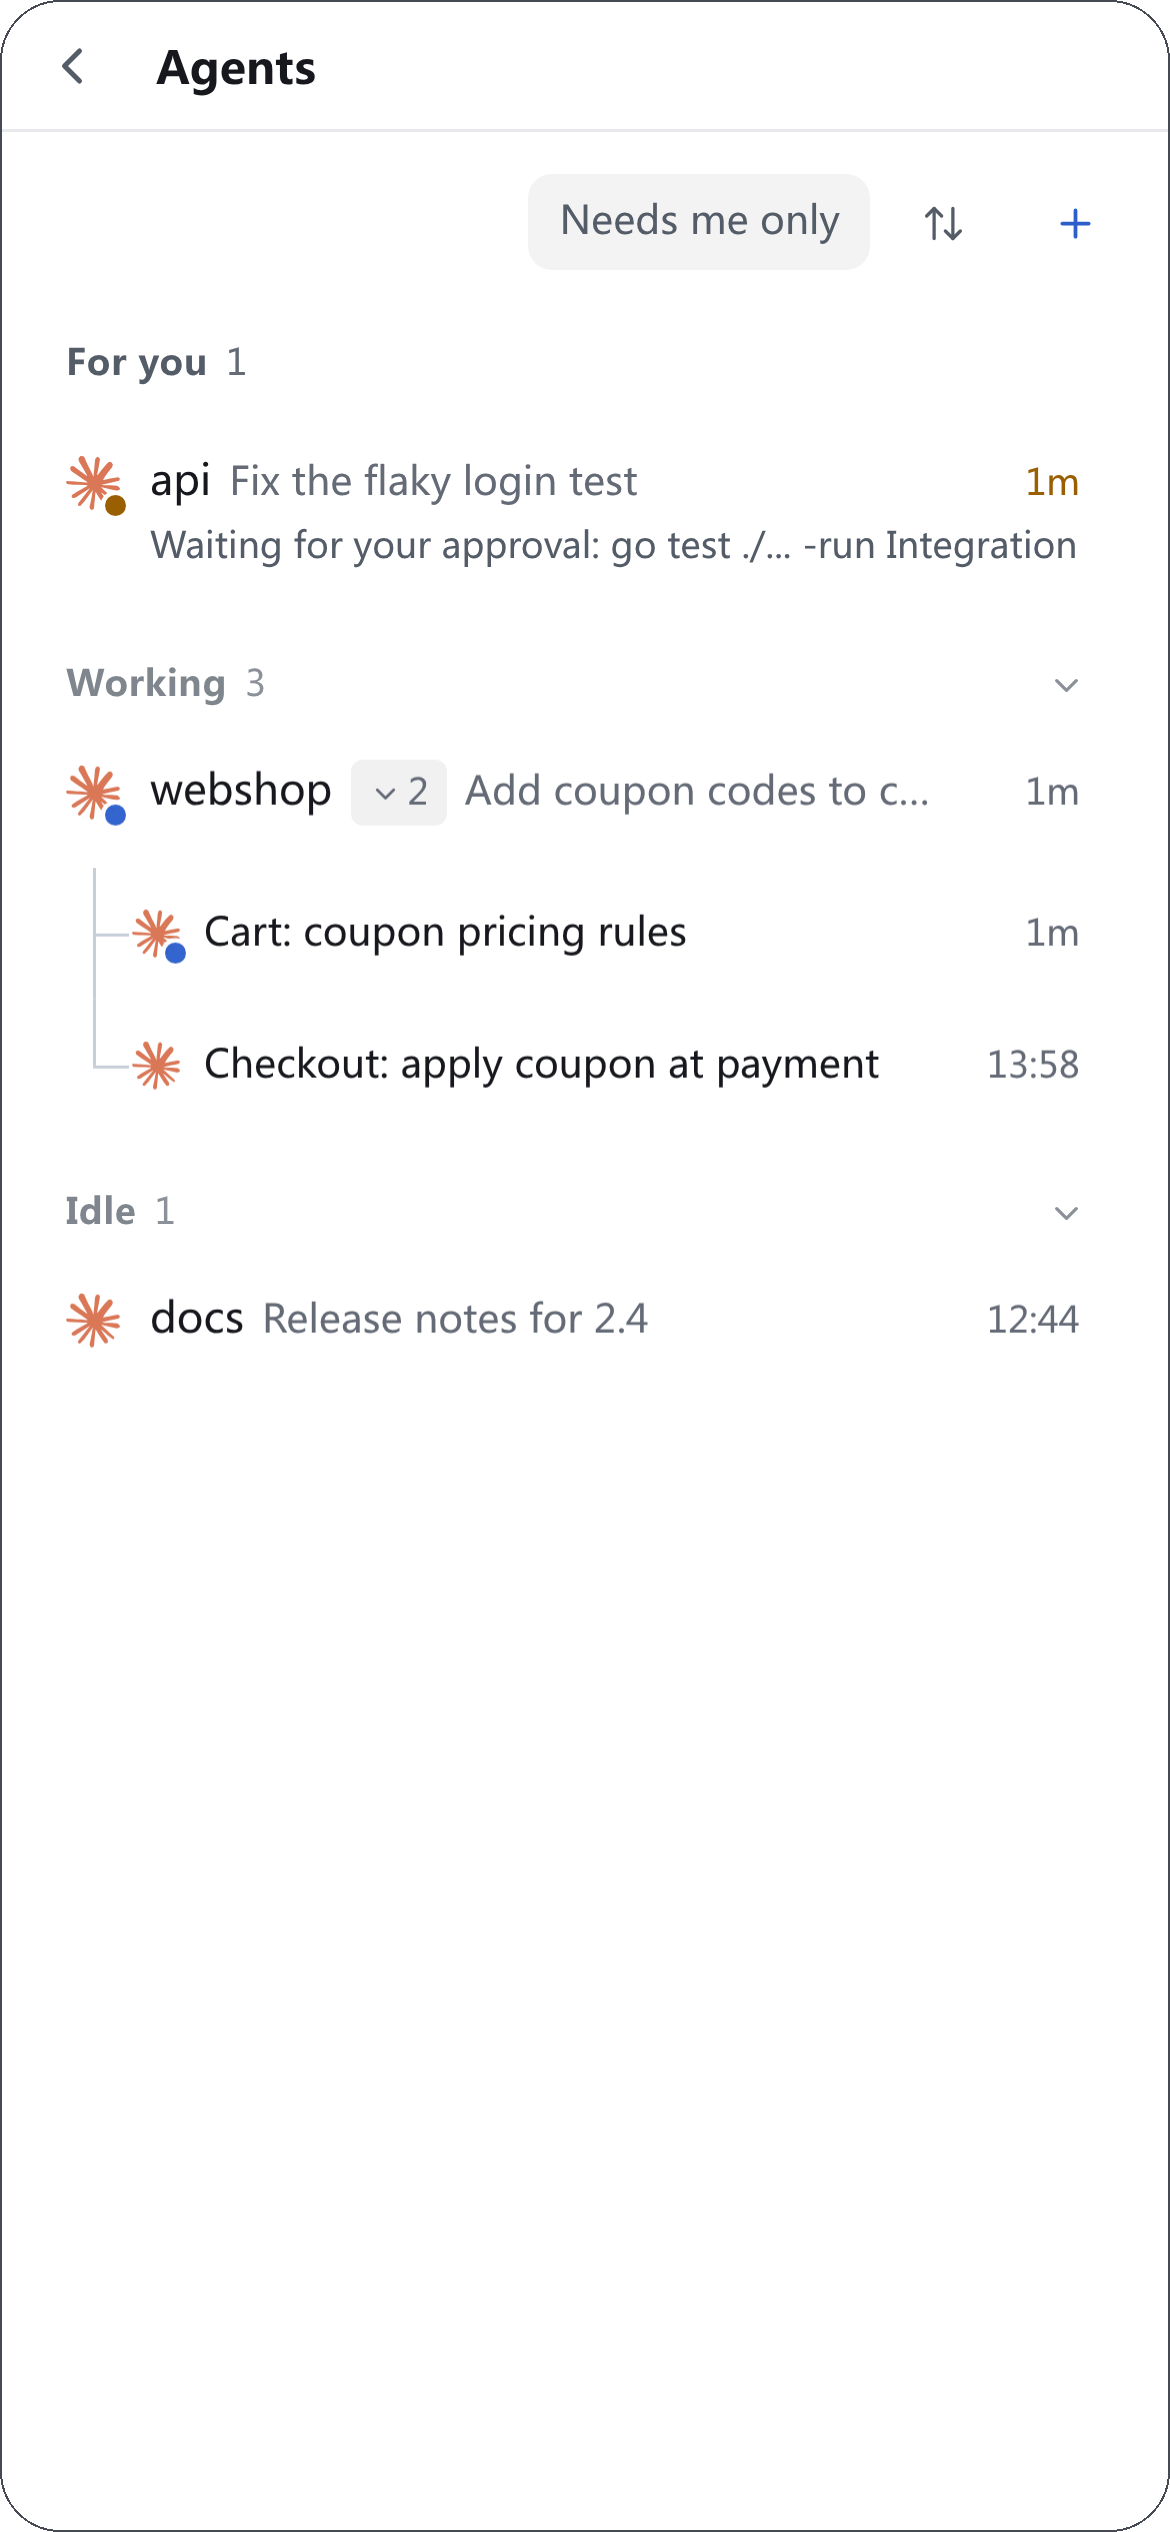 Agents
Needs me only
For you 1
api Fix the flaky login test 1m
Waiting for your approval: go test ./... -run Integration
Working 3
webshop 2 Add coupon codes to c... 1m
Cart: coupon pricing rules 1m
Checkout: apply coupon at payment 13:58
Idle 1
docs Release notes for 2.4 12:44